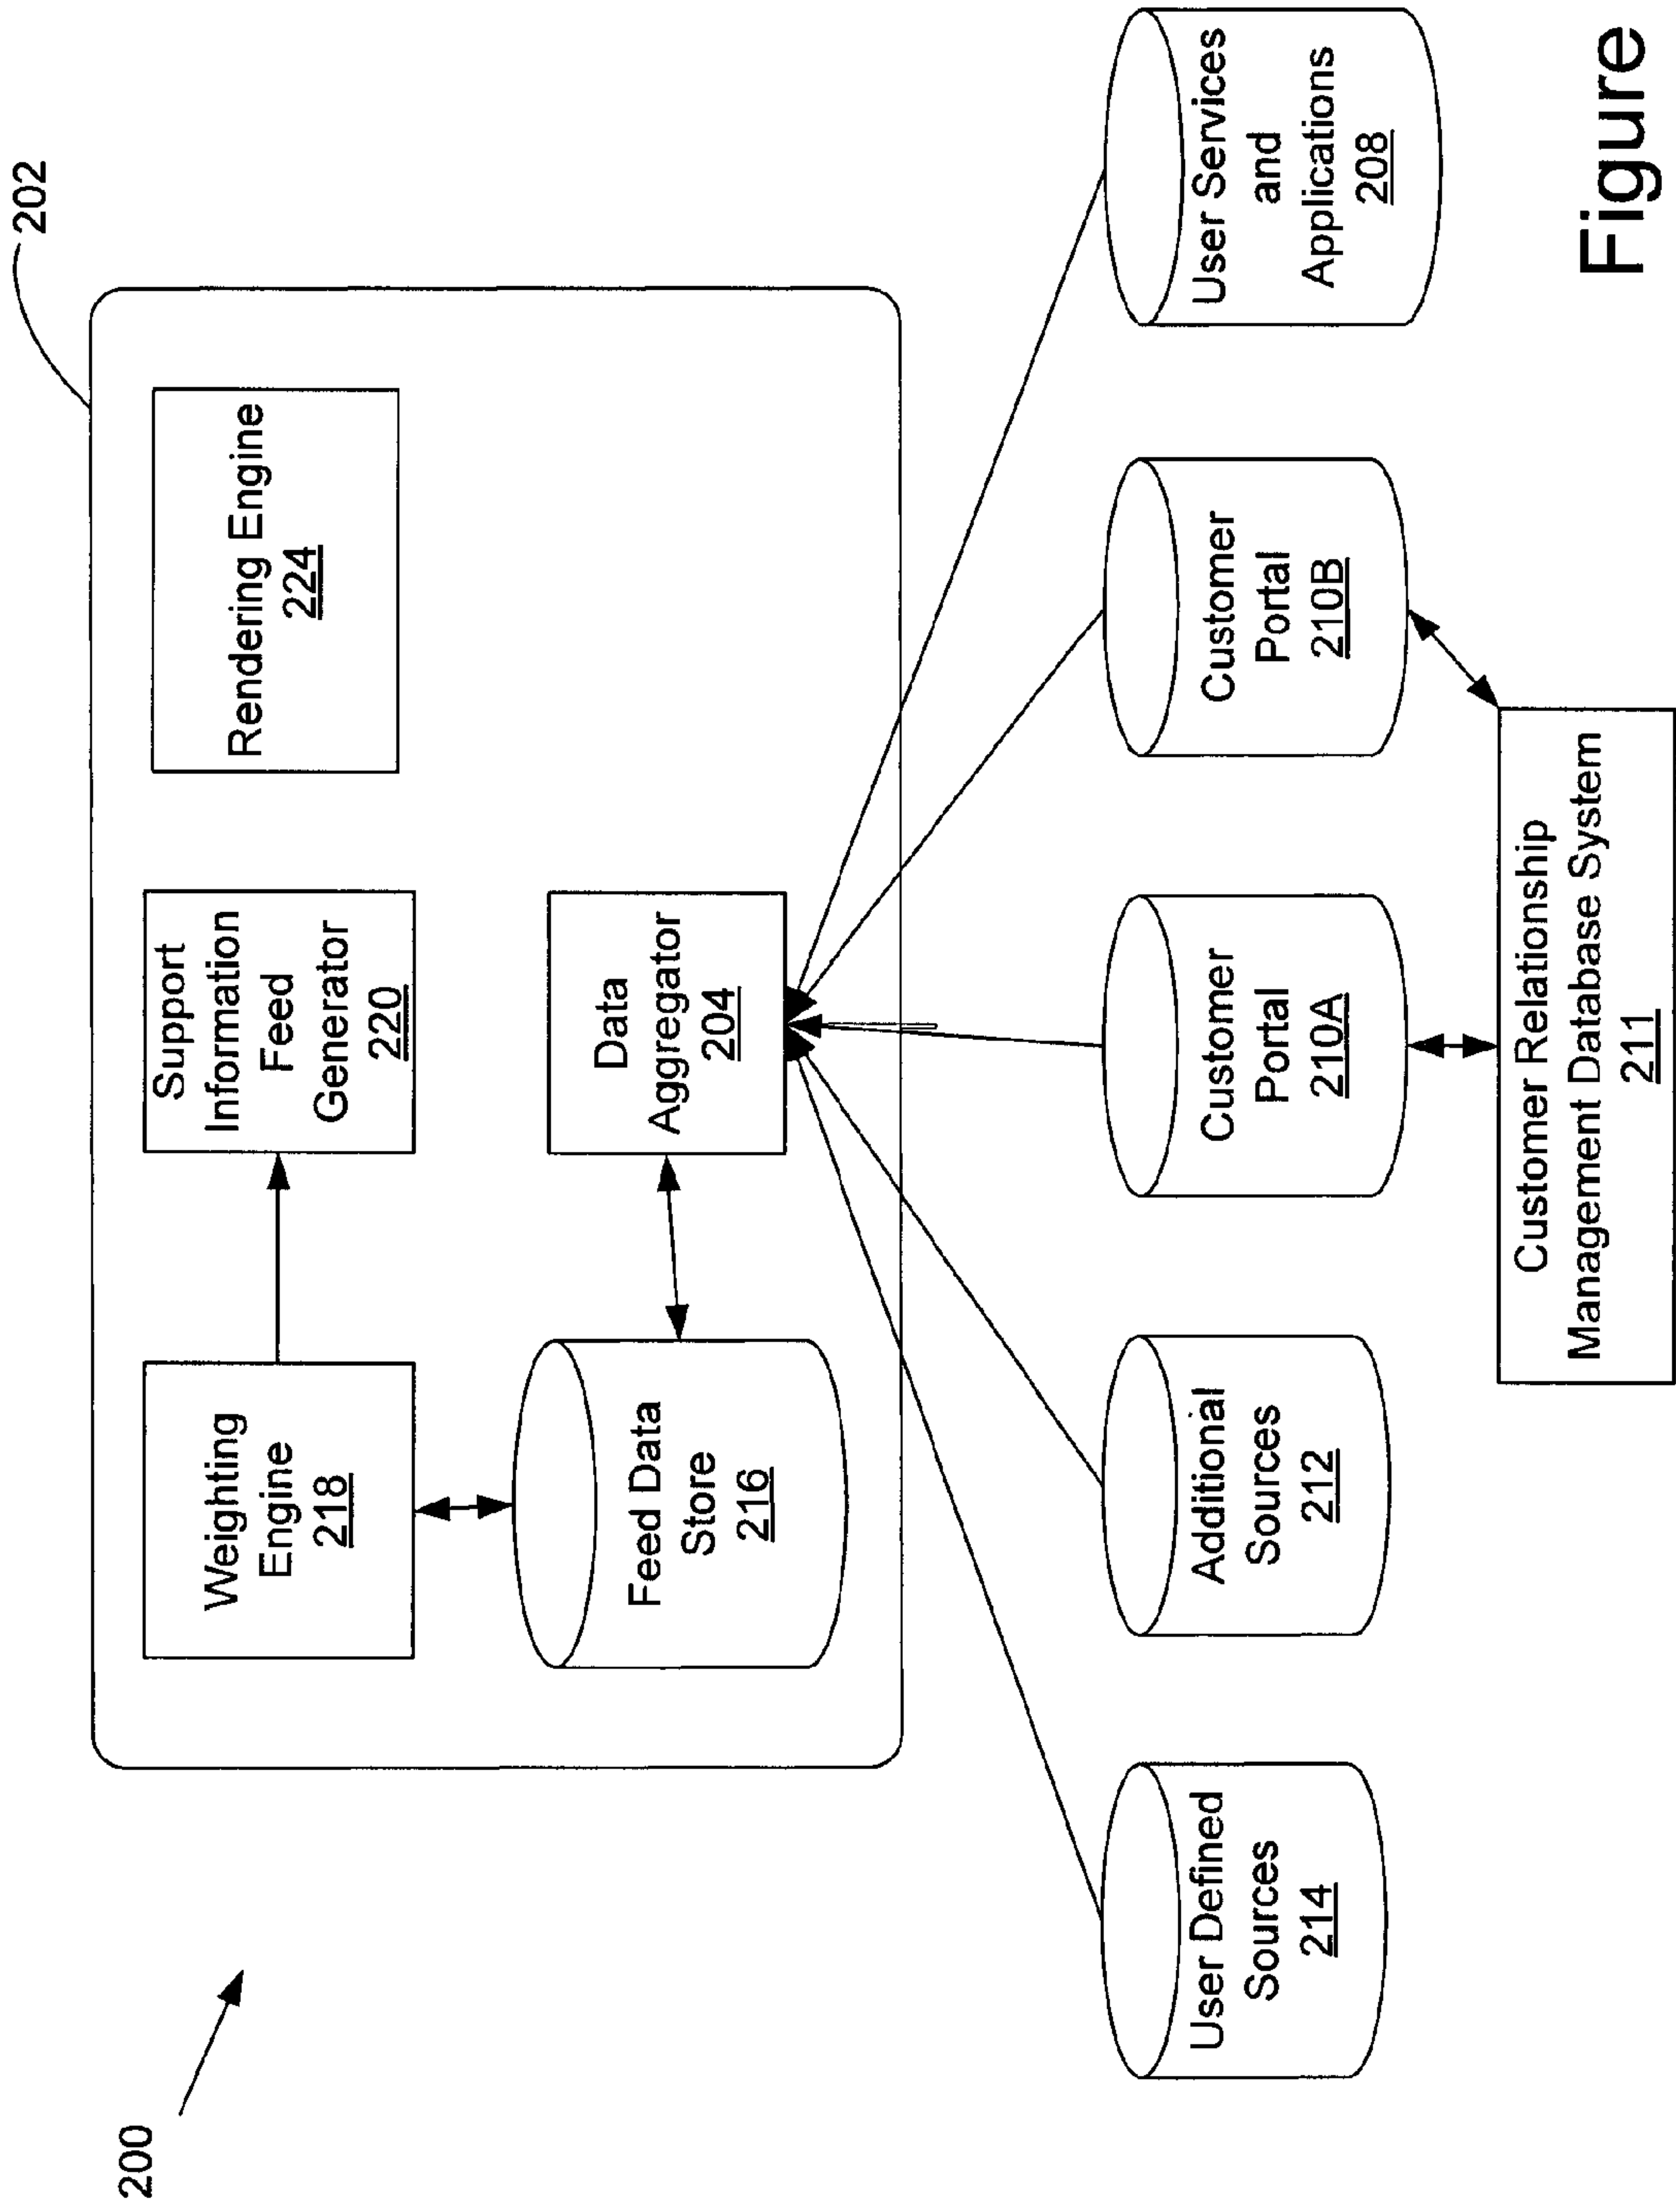 200
202
Weighting
Engine
218
Support
Information
Feed
Generator
220
Rendering Engine
224
Feed Data
Store
216
Data
Aggregator
204
User Defined
Sources
214
Additional
Sources
212
Customer
Portal
210A
Customer
Portal
210B
User Services
and
Applications
208
Customer Relationship
Management Database System
211
Figure